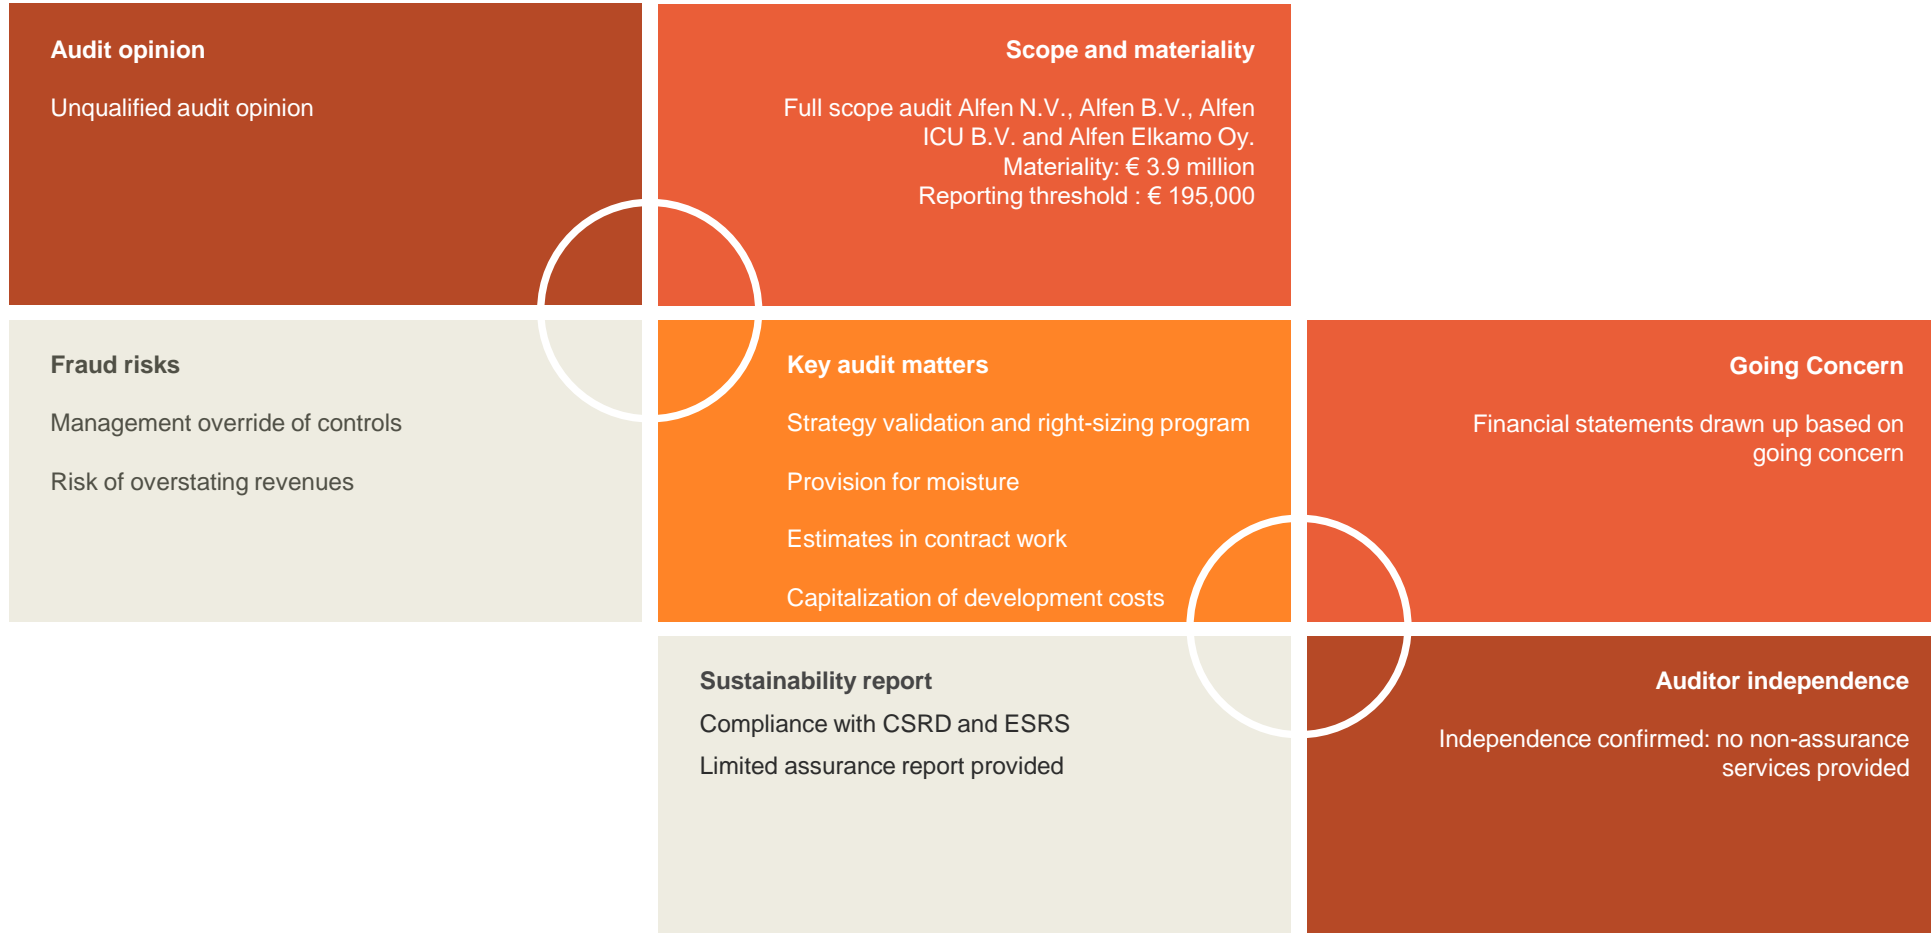 Audit opinion
Unqualified audit opinion
Scope and materiality
Full scope audit Alfen N.V., Alfen B.V., Alfen
ICU B.V. and Alfen Elkamo Oy.
Materiality: € 3.9 million
Reporting threshold : € 195,000
Fraud risks
Management override of controls
Risk of overstating revenues
Key audit matters
Strategy validation and right-sizing program
Provision for moisture
Estimates in contract work
Capitalization of development costs
Going Concern
Financial statements drawn up based on
going concern
Sustainability report
Compliance with CSRD and ESRS
Limited assurance report provided
Auditor independence
Independence confirmed: no non-assurance
services provided